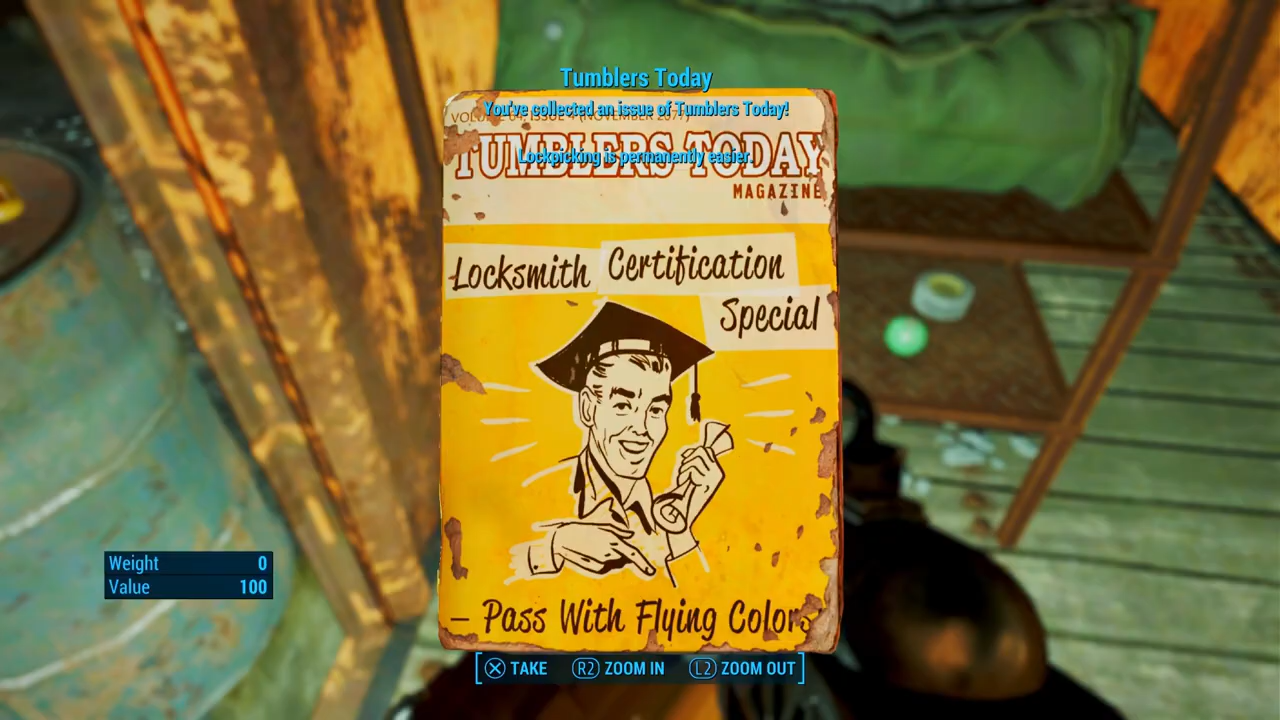 Tumblers Today
You've collected an issue of Tumblers Today!
TUMBLERS TODAY
Lockpicking is permanently easier.
MAGAZINE
Locksmith Certification
Special
— Pass With Flying Colors
Weight 0
Value 100
TAKE R2 ZOOM IN L2 ZOOM OUT